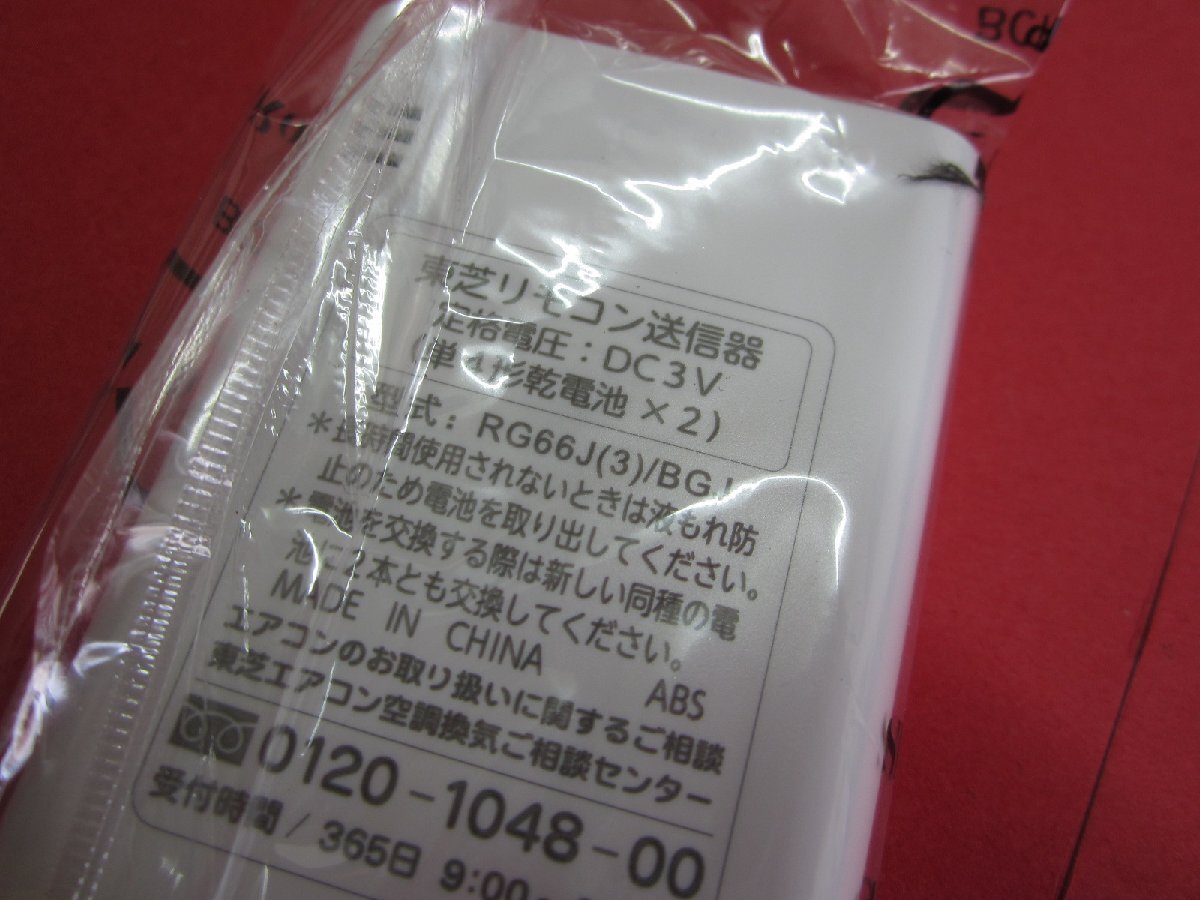 東芝リモコン送信器
定格電圧：DC3V
(単4形乾電池×2)
型式：RG66J(3)/BGJ
＊長時間使用されないときは液もれ防
止のため電池を取り出してください。
＊電池を交換する際は新しい同種の電
池に2本とも交換してください。
MADE IN CHINA ABS
エアコンのお取り扱いに関するご相談
東芝エアコン空調換気ご相談センター
0120-1048-00
受付時間/365日 9:00